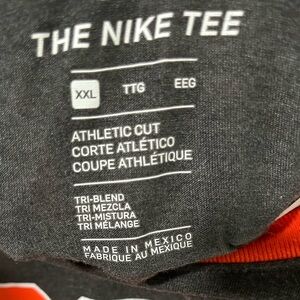 THE NIKE TEE
XXL TTG EEG
ATHLETIC CUT
CORTE ATLÉTICO
COUPE ATHLÉTIQUE
TRI-BLEND
TRI MEZCLA
TRI-MISTURA
TRI MÉLANGE
MADE IN MEXICO
FABRIQUE AU MEXIQUE